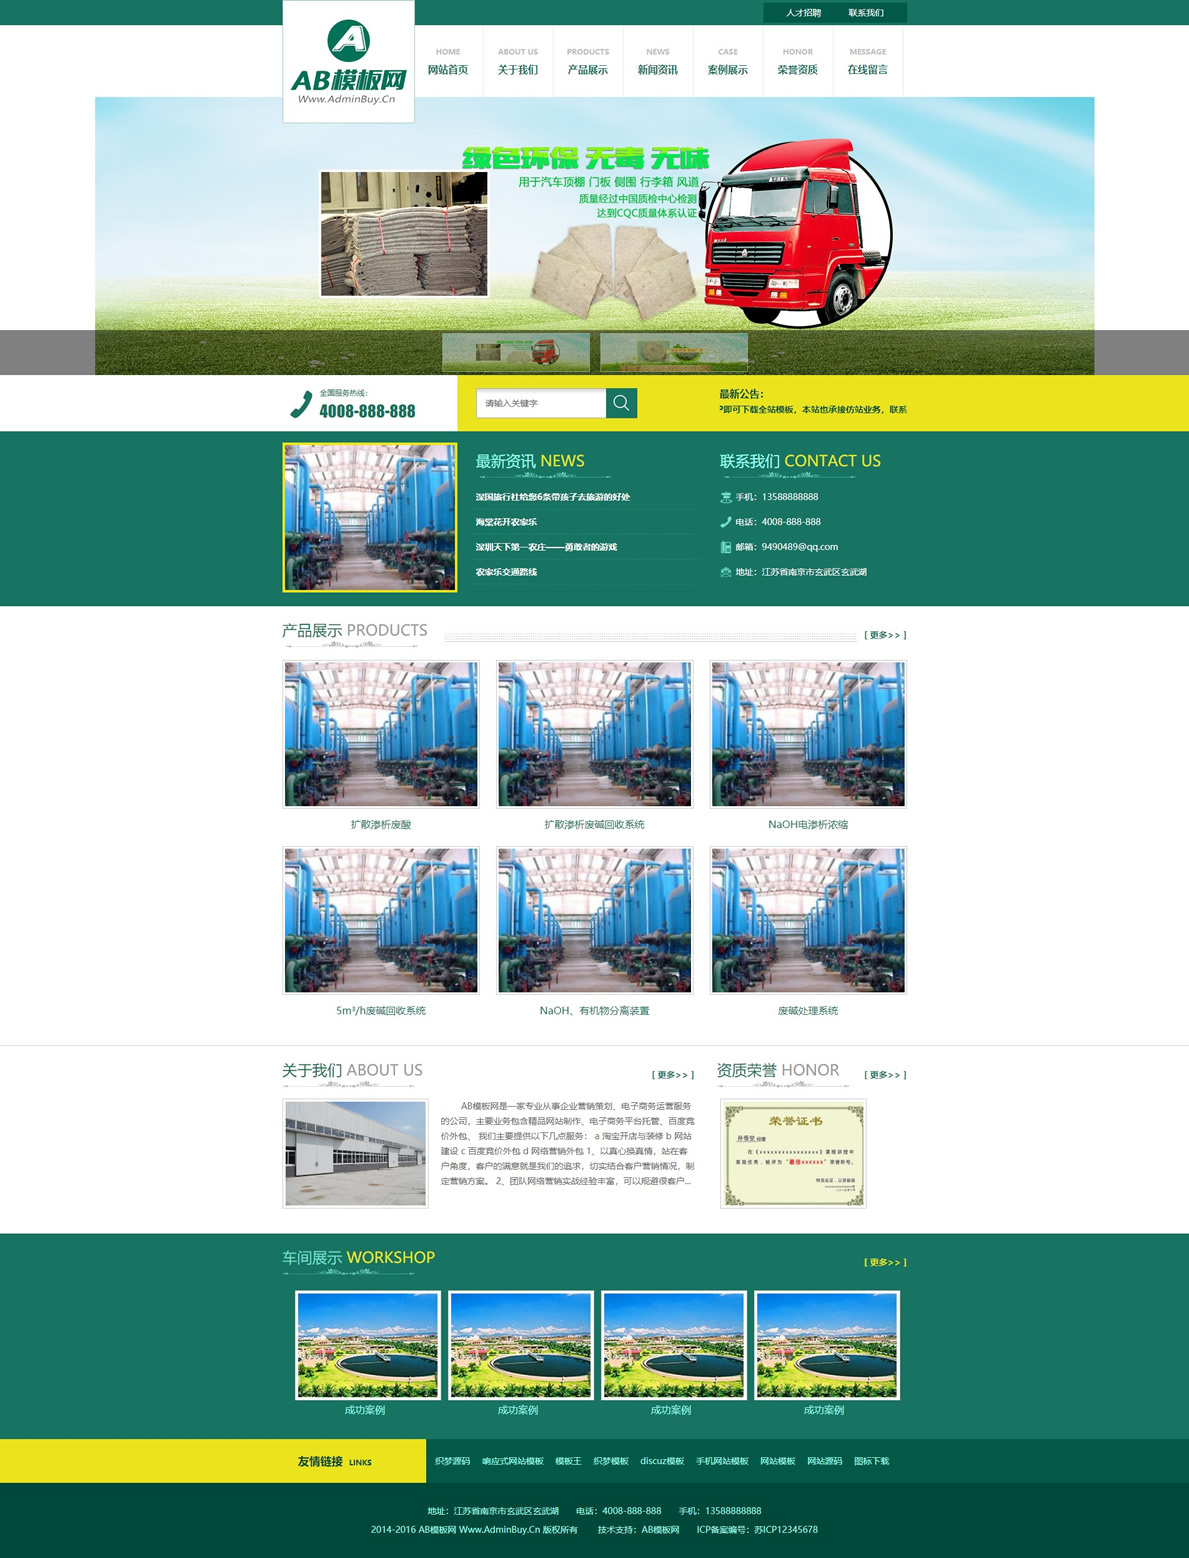 人才招聘 联系我们
AB模板网
Www.AdminBuy.Cn
HOME ABOUT US PRODUCTS NEWS CASE HONOR MESSAGE
网站首页 关于我们 产品展示 新闻资讯 案例展示 荣誉资质 在线留言
绿色环保 无毒 无味
用于汽车顶棚 门板 侧围 行李箱 风道
质量经过中国质检中心检测
达到CQC质量体系认证
全国服务热线：
4008-888-888
请输入关键字
最新公告：
即可下载全站模板，本站也承接仿站业务，联系
最新资讯 NEWS
深国旅行社给您6条带孩子去旅游的好处
海棠花开农家乐
深圳天下第一农庄——勇敢者的游戏
农家乐交通路线
联系我们 CONTACT US
手机：13588888888
电话：4008-888-888
邮箱：9490489@qq.com
地址：江苏省南京市玄武区玄武湖
产品展示 PRODUCTS
[ 更多>> ]
扩散渗析废酸 扩散渗析废碱回收系统 NaOH电渗析浓缩
5m³/h废碱回收系统 NaOH、有机物分离装置 废碱处理系统
关于我们 ABOUT US
[ 更多>> ]
AB模板网是一家专业从事企业营销策划、电子商务运营服务
的公司，主要业务包含精品网站制作、电子商务平台托管、百度竞
价外包、 我们主要提供以下几点服务： a 淘宝开店与装修 b 网站
建设 c 百度竞价外包 d 网络营销外包 1、以真心换真情，站在客
户角度，客户的满意就是我们的追求，切实结合客户营销情况，制
定营销方案。 2、团队网络营销实战经验丰富，可以规避很客户...
资质荣誉 HONOR
[ 更多>> ]
荣誉证书
车间展示 WORKSHOP
[ 更多>> ]
成功案例 成功案例 成功案例 成功案例
友情链接 LINKS
织梦源码 响应式网站模板 模板王 织梦模板 discuz模板 手机网站模板 网站模板 网站源码 图标下载
地址：江苏省南京市玄武区玄武湖 电话：4008-888-888 手机：13588888888
2014-2016 AB模板网 Www.AdminBuy.Cn 版权所有 技术支持：AB模板网 ICP备案编号：苏ICP12345678